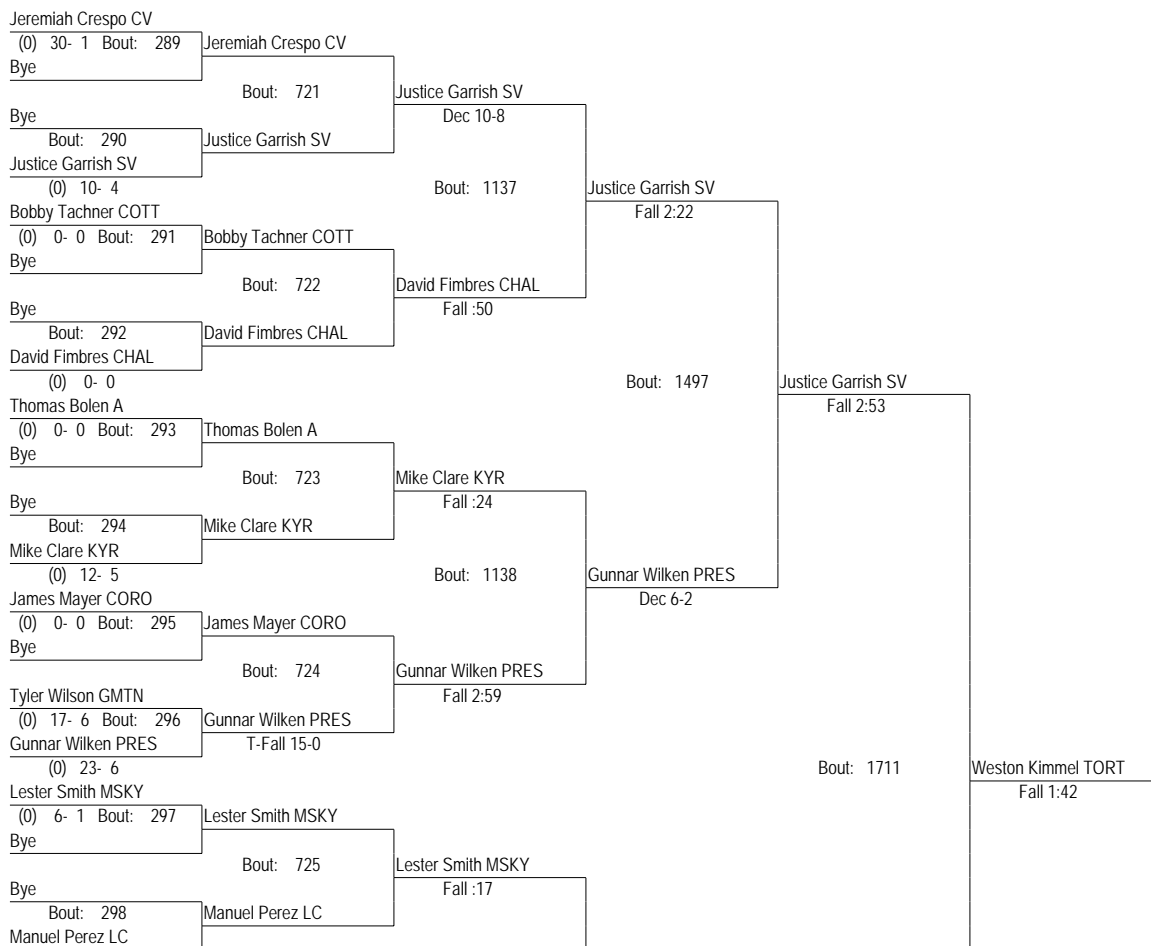 Jeremiah Crespo CV
(0) 30- 1 Bout: 289 Jeremiah Crespo CV
Bye
Bout: 721 Justice Garrish SV
Bye Dec 10-8
Bout: 290 Justice Garrish SV
Justice Garrish SV
(0) 10- 4 Bout: 1137 Justice Garrish SV
Bobby Tachner COTT Fall 2:22
(0) 0- 0 Bout: 291 Bobby Tachner COTT
Bye
Bout: 722 David Fimbres CHAL
Bye Fall :50
Bout: 292 David Fimbres CHAL
David Fimbres CHAL
(0) 0- 0 Bout: 1497 Justice Garrish SV
Thomas Bolen A Fall 2:53
(0) 0- 0 Bout: 293 Thomas Bolen A
Bye
Bout: 723 Mike Clare KYR
Bye Fall :24
Bout: 294 Mike Clare KYR
Mike Clare KYR
(0) 12- 5 Bout: 1138 Gunnar Wilken PRES
James Mayer CORO Dec 6-2
(0) 0- 0 Bout: 295 James Mayer CORO
Bye
Bout: 724 Gunnar Wilken PRES
Tyler Wilson GMTN Fall 2:59
(0) 17- 6 Bout: 296 Gunnar Wilken PRES
Gunnar Wilken PRES T-Fall 15-0
(0) 23- 6 Bout: 1711 Weston Kimmel TORT
Lester Smith MSKY Fall 1:42
(0) 6- 1 Bout: 297 Lester Smith MSKY
Bye
Bout: 725 Lester Smith MSKY
Bye Fall :17
Bout: 298 Manuel Perez LC
Manuel Perez LC